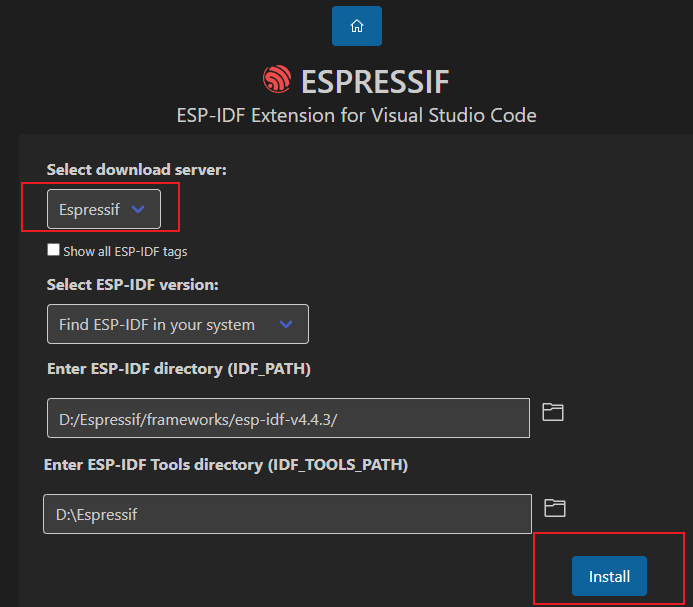 ESPRESSIF
ESP-IDF Extension for Visual Studio Code
Select download server:
Espressif
Show all ESP-IDF tags
Select ESP-IDF version:
Find ESP-IDF in your system
Enter ESP-IDF directory (IDF_PATH)
D:/Espressif/frameworks/esp-idf-v4.4.3/
Enter ESP-IDF Tools directory (IDF_TOOLS_PATH)
D:\Espressif
Install